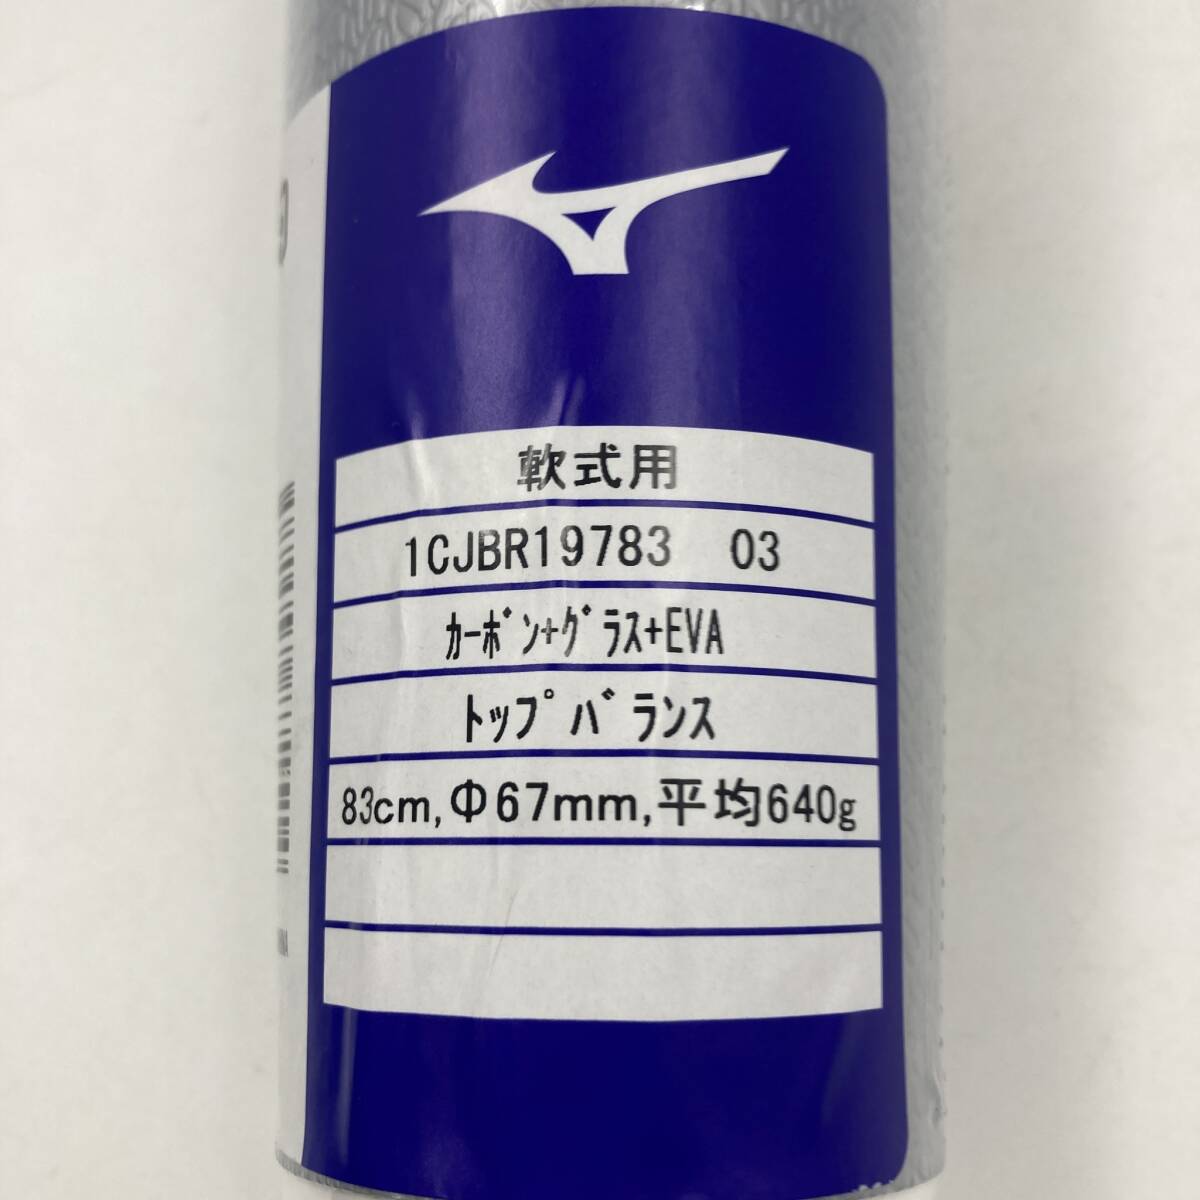 軟式用
1CJBR19783 03
ｶｰﾎﾞﾝ+ｸﾞﾗｽ+EVA
ﾄｯﾌﾟﾊﾞﾗﾝｽ
83cm,Φ67mm,平均640g